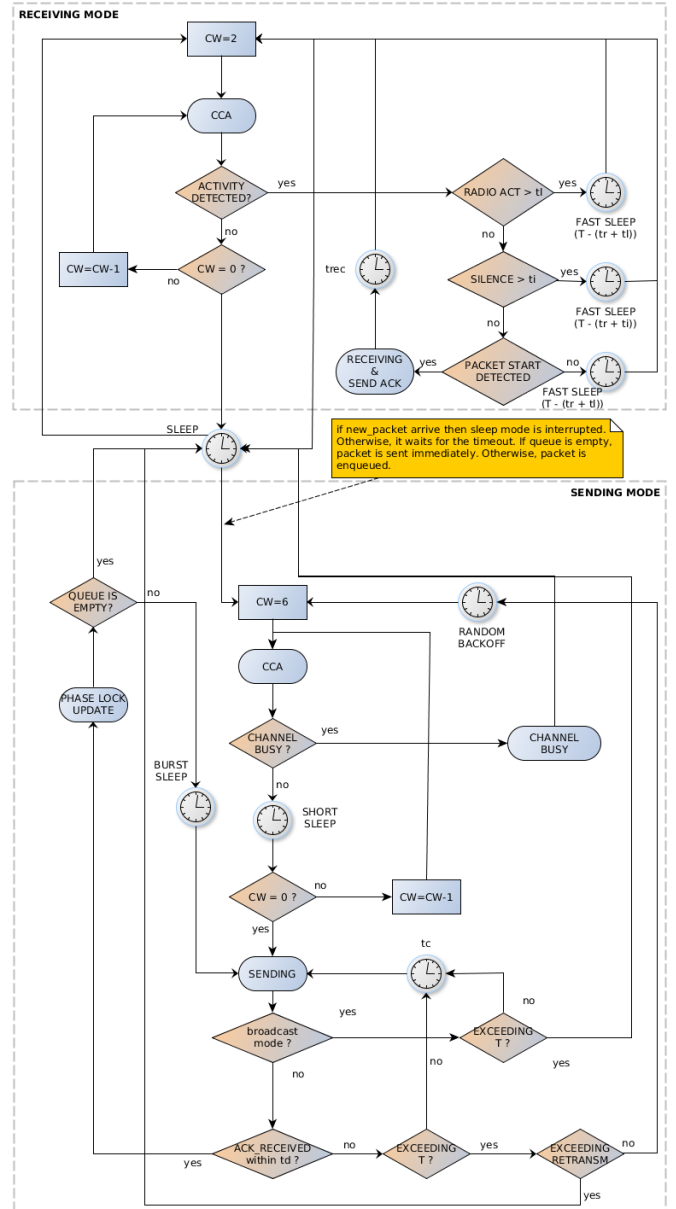 RECEIVING MODE
CW=2
CCA
ACTIVITY
DETECTED?
yes
RADIO ACT > tl
yes
FAST SLEEP
(T - (tr + tl))
no
no
CW=CW-1
no
CW = 0 ?
trec
SILENCE > ti
yes
FAST SLEEP
(T - (tr + ti))
no
RECEIVING
&
SEND ACK
yes
PACKET START
DETECTED
no
FAST SLEEP
(T - (tr + tl))
SLEEP
if new_packet arrive then sleep mode is interrupted.
Otherwise, it waits for the timeout. If queue is empty,
packet is sent immediately. Otherwise, packet is
enqueued.
SENDING MODE
yes
QUEUE IS
EMPTY?
no
CW=6
RANDOM
BACKOFF
CCA
PHASE LOCK
UPDATE
CHANNEL
BUSY ?
yes
CHANNEL
BUSY
BURST
SLEEP
no
SHORT
SLEEP
CW = 0 ?
no
CW=CW-1
yes
tc
SENDING
no
broadcast
mode ?
yes
EXCEEDING
T ?
yes
no
no
ACK_RECEIVED
within td ?
yes
no
EXCEEDING
T ?
yes
EXCEEDING
RETRANSM
no
yes